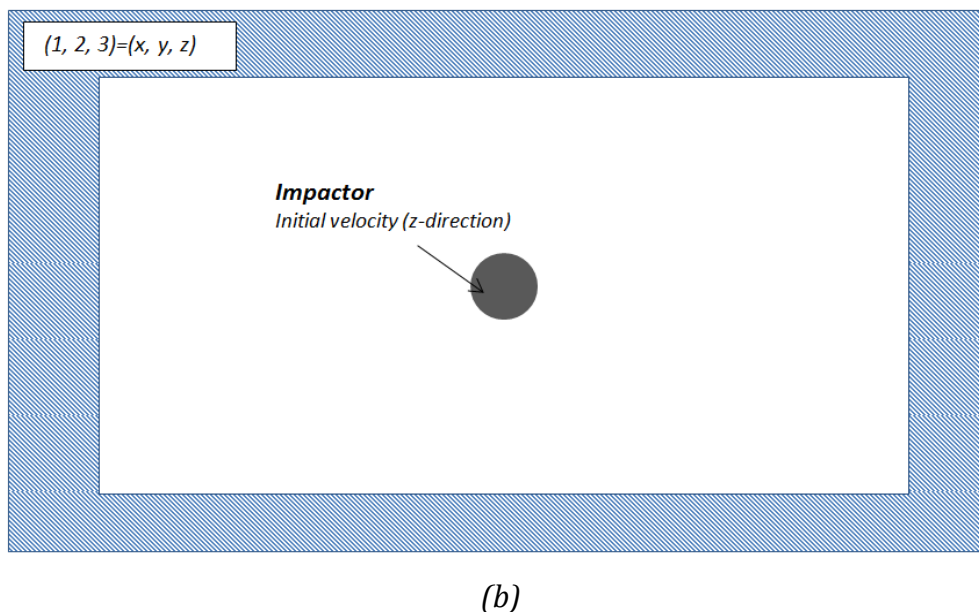 (1, 2, 3)=(x, y, z)
Impactor
Initial velocity (z-direction)
(b)